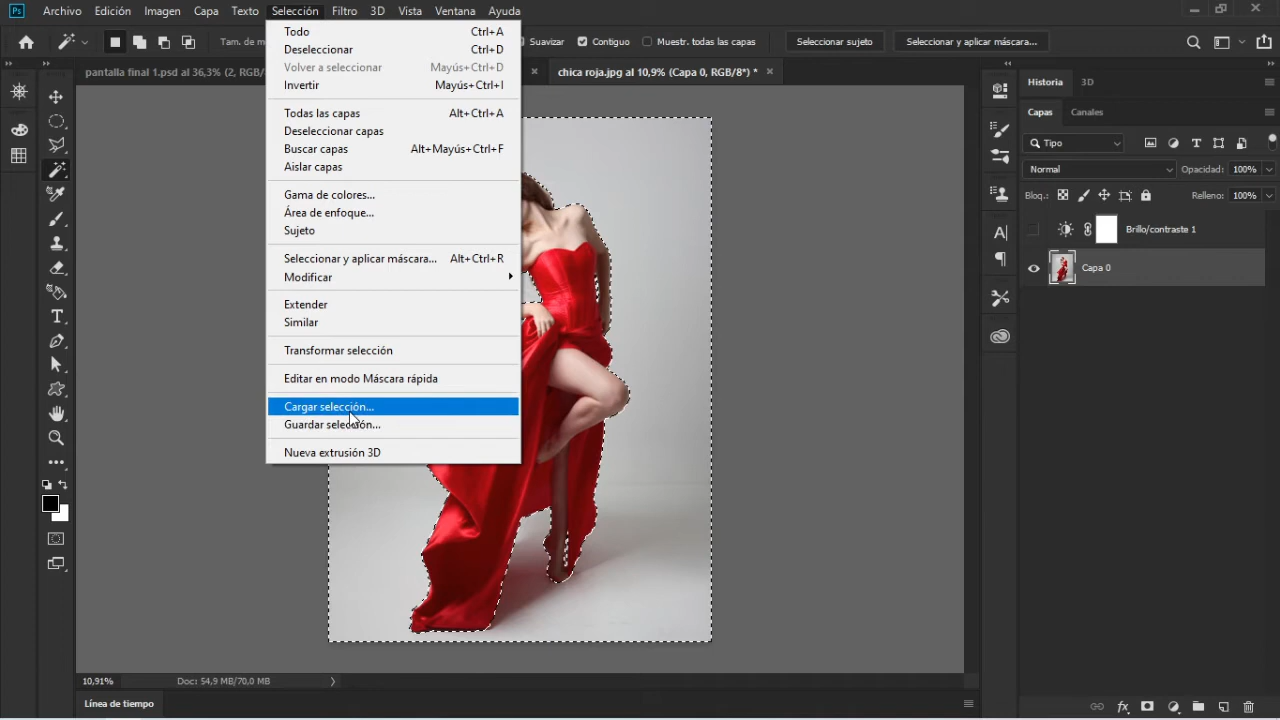 Ps Archivo Edición Imagen Capa Texto Selección Filtro 3D Vista Ventana Ayuda
Tam. de m
Suavizar Contiguo Muestr. todas las capas Seleccionar sujeto Seleccionar y aplicar máscara...
pantalla final 1.psd al 36,3% (2, RGB/8
chica roja.jpg al 10,9% (Capa 0, RGB/8*) *
Todo Ctrl+A
Deseleccionar Ctrl+D
Volver a seleccionar Mayús+Ctrl+D
Invertir Mayús+Ctrl+I
Todas las capas Alt+Ctrl+A
Deseleccionar capas
Buscar capas Alt+Mayús+Ctrl+F
Aislar capas
Gama de colores...
Área de enfoque...
Sujeto
Seleccionar y aplicar máscara... Alt+Ctrl+R
Modificar
Extender
Similar
Transformar selección
Editar en modo Máscara rápida
Cargar selección...
Guardar selección...
Nueva extrusión 3D
Historia 3D
Capas Canales
Tipo
Normal Opacidad: 100%
Bloq.: Relleno: 100%
Brillo/contraste 1
Capa 0
10,91% Doc: 54,9 MB/70,0 MB
Línea de tiempo